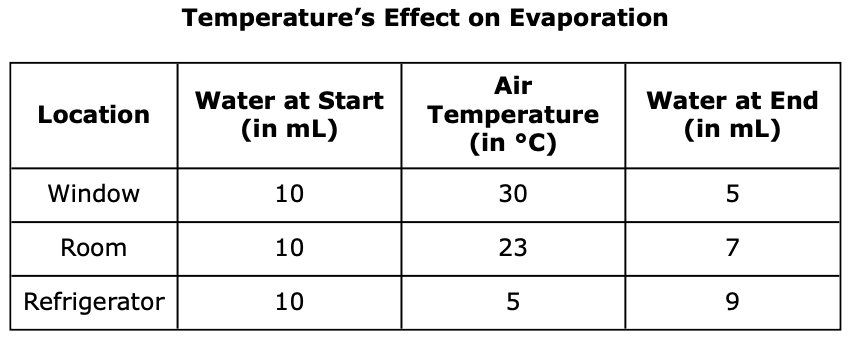 Temperature’s Effect on Evaporation
Location
Water at Start
(in mL)
Air
Temperature
(in °C)
Water at End
(in mL)
Window 10 30 5
Room 10 23 7
Refrigerator 10 5 9